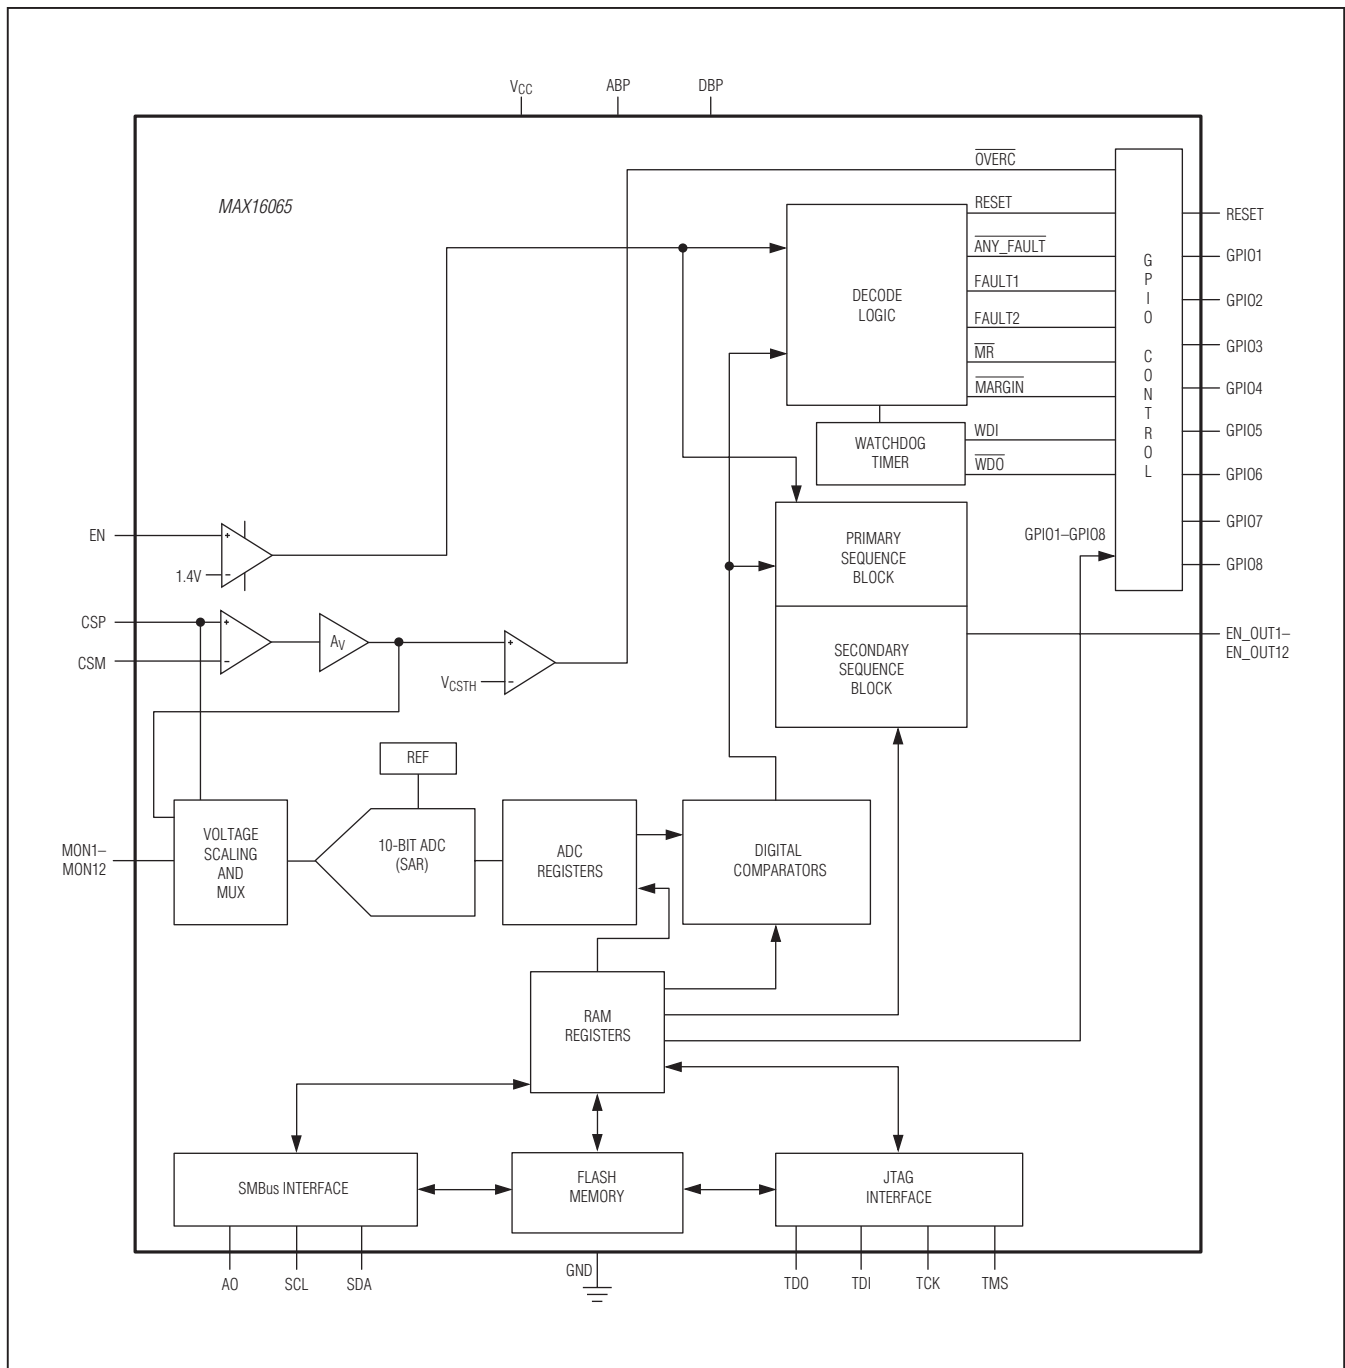 VCC ABP DBP
MAX16065
OVERC
RESET
ANY_FAULT
FAULT1
FAULT2
MR
MARGIN
WDI
WDO
DECODE
LOGIC
WATCHDOG
TIMER
GPIO CONTROL
RESET
GPIO1
GPIO2
GPIO3
GPIO4
GPIO5
GPIO6
GPIO7
GPIO8
GPIO1–GPIO8
EN
+
1.4V
–
PRIMARY
SEQUENCE
BLOCK
SECONDARY
SEQUENCE
BLOCK
EN_OUT1–
EN_OUT12
CSP
CSM
+
–
AV
+
VCSTH
–
REF
MON1–
MON12
VOLTAGE
SCALING
AND
MUX
10-BIT ADC
(SAR)
ADC
REGISTERS
DIGITAL
COMPARATORS
RAM
REGISTERS
SMBus INTERFACE
FLASH
MEMORY
JTAG
INTERFACE
AO SCL SDA
GND
TDO TDI TCK TMS